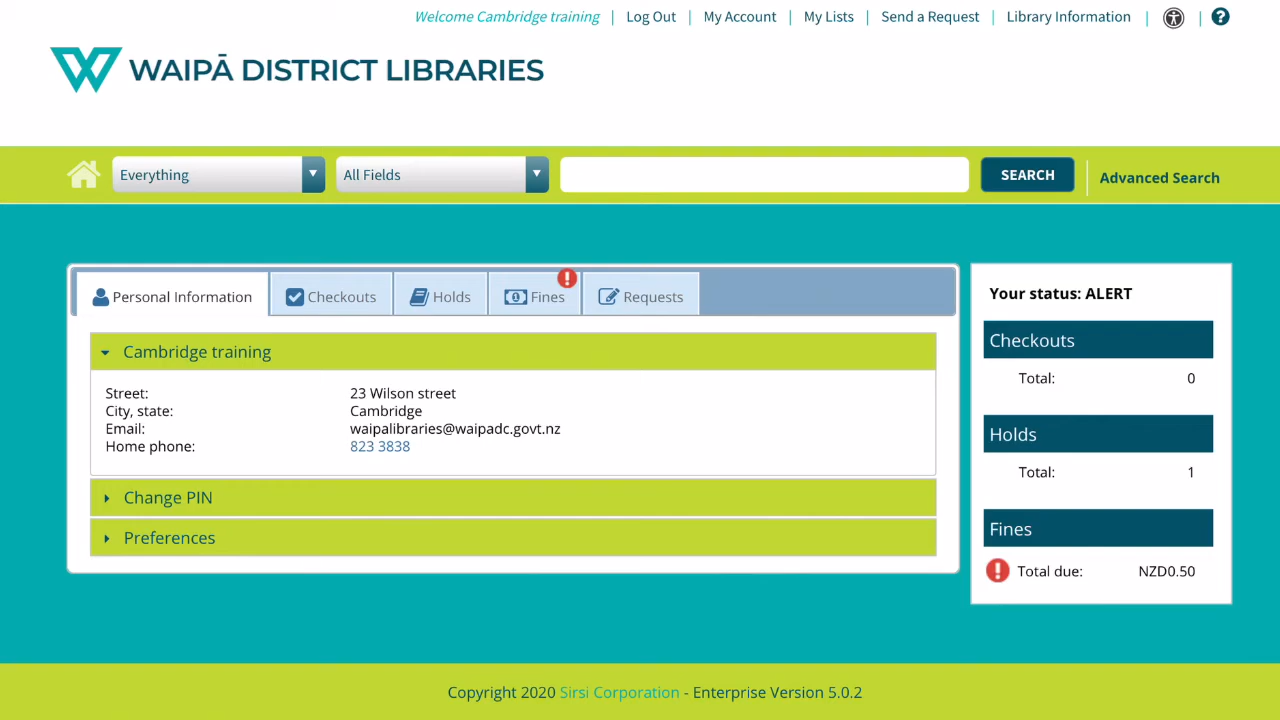 Welcome Cambridge training | Log Out | My Account | My Lists | Send a Request | Library Information | | ?
WAIPĀ DISTRICT LIBRARIES
Everything All Fields SEARCH Advanced Search
Personal Information Checkouts Holds Fines Requests
Cambridge training
Street: 23 Wilson street
City, state: Cambridge
Email: waipalibraries@waipadc.govt.nz
Home phone: 823 3838
Change PIN
Preferences
Your status: ALERT
Checkouts
Total: 0
Holds
Total: 1
Fines
Total due: NZD0.50
Copyright 2020 Sirsi Corporation - Enterprise Version 5.0.2